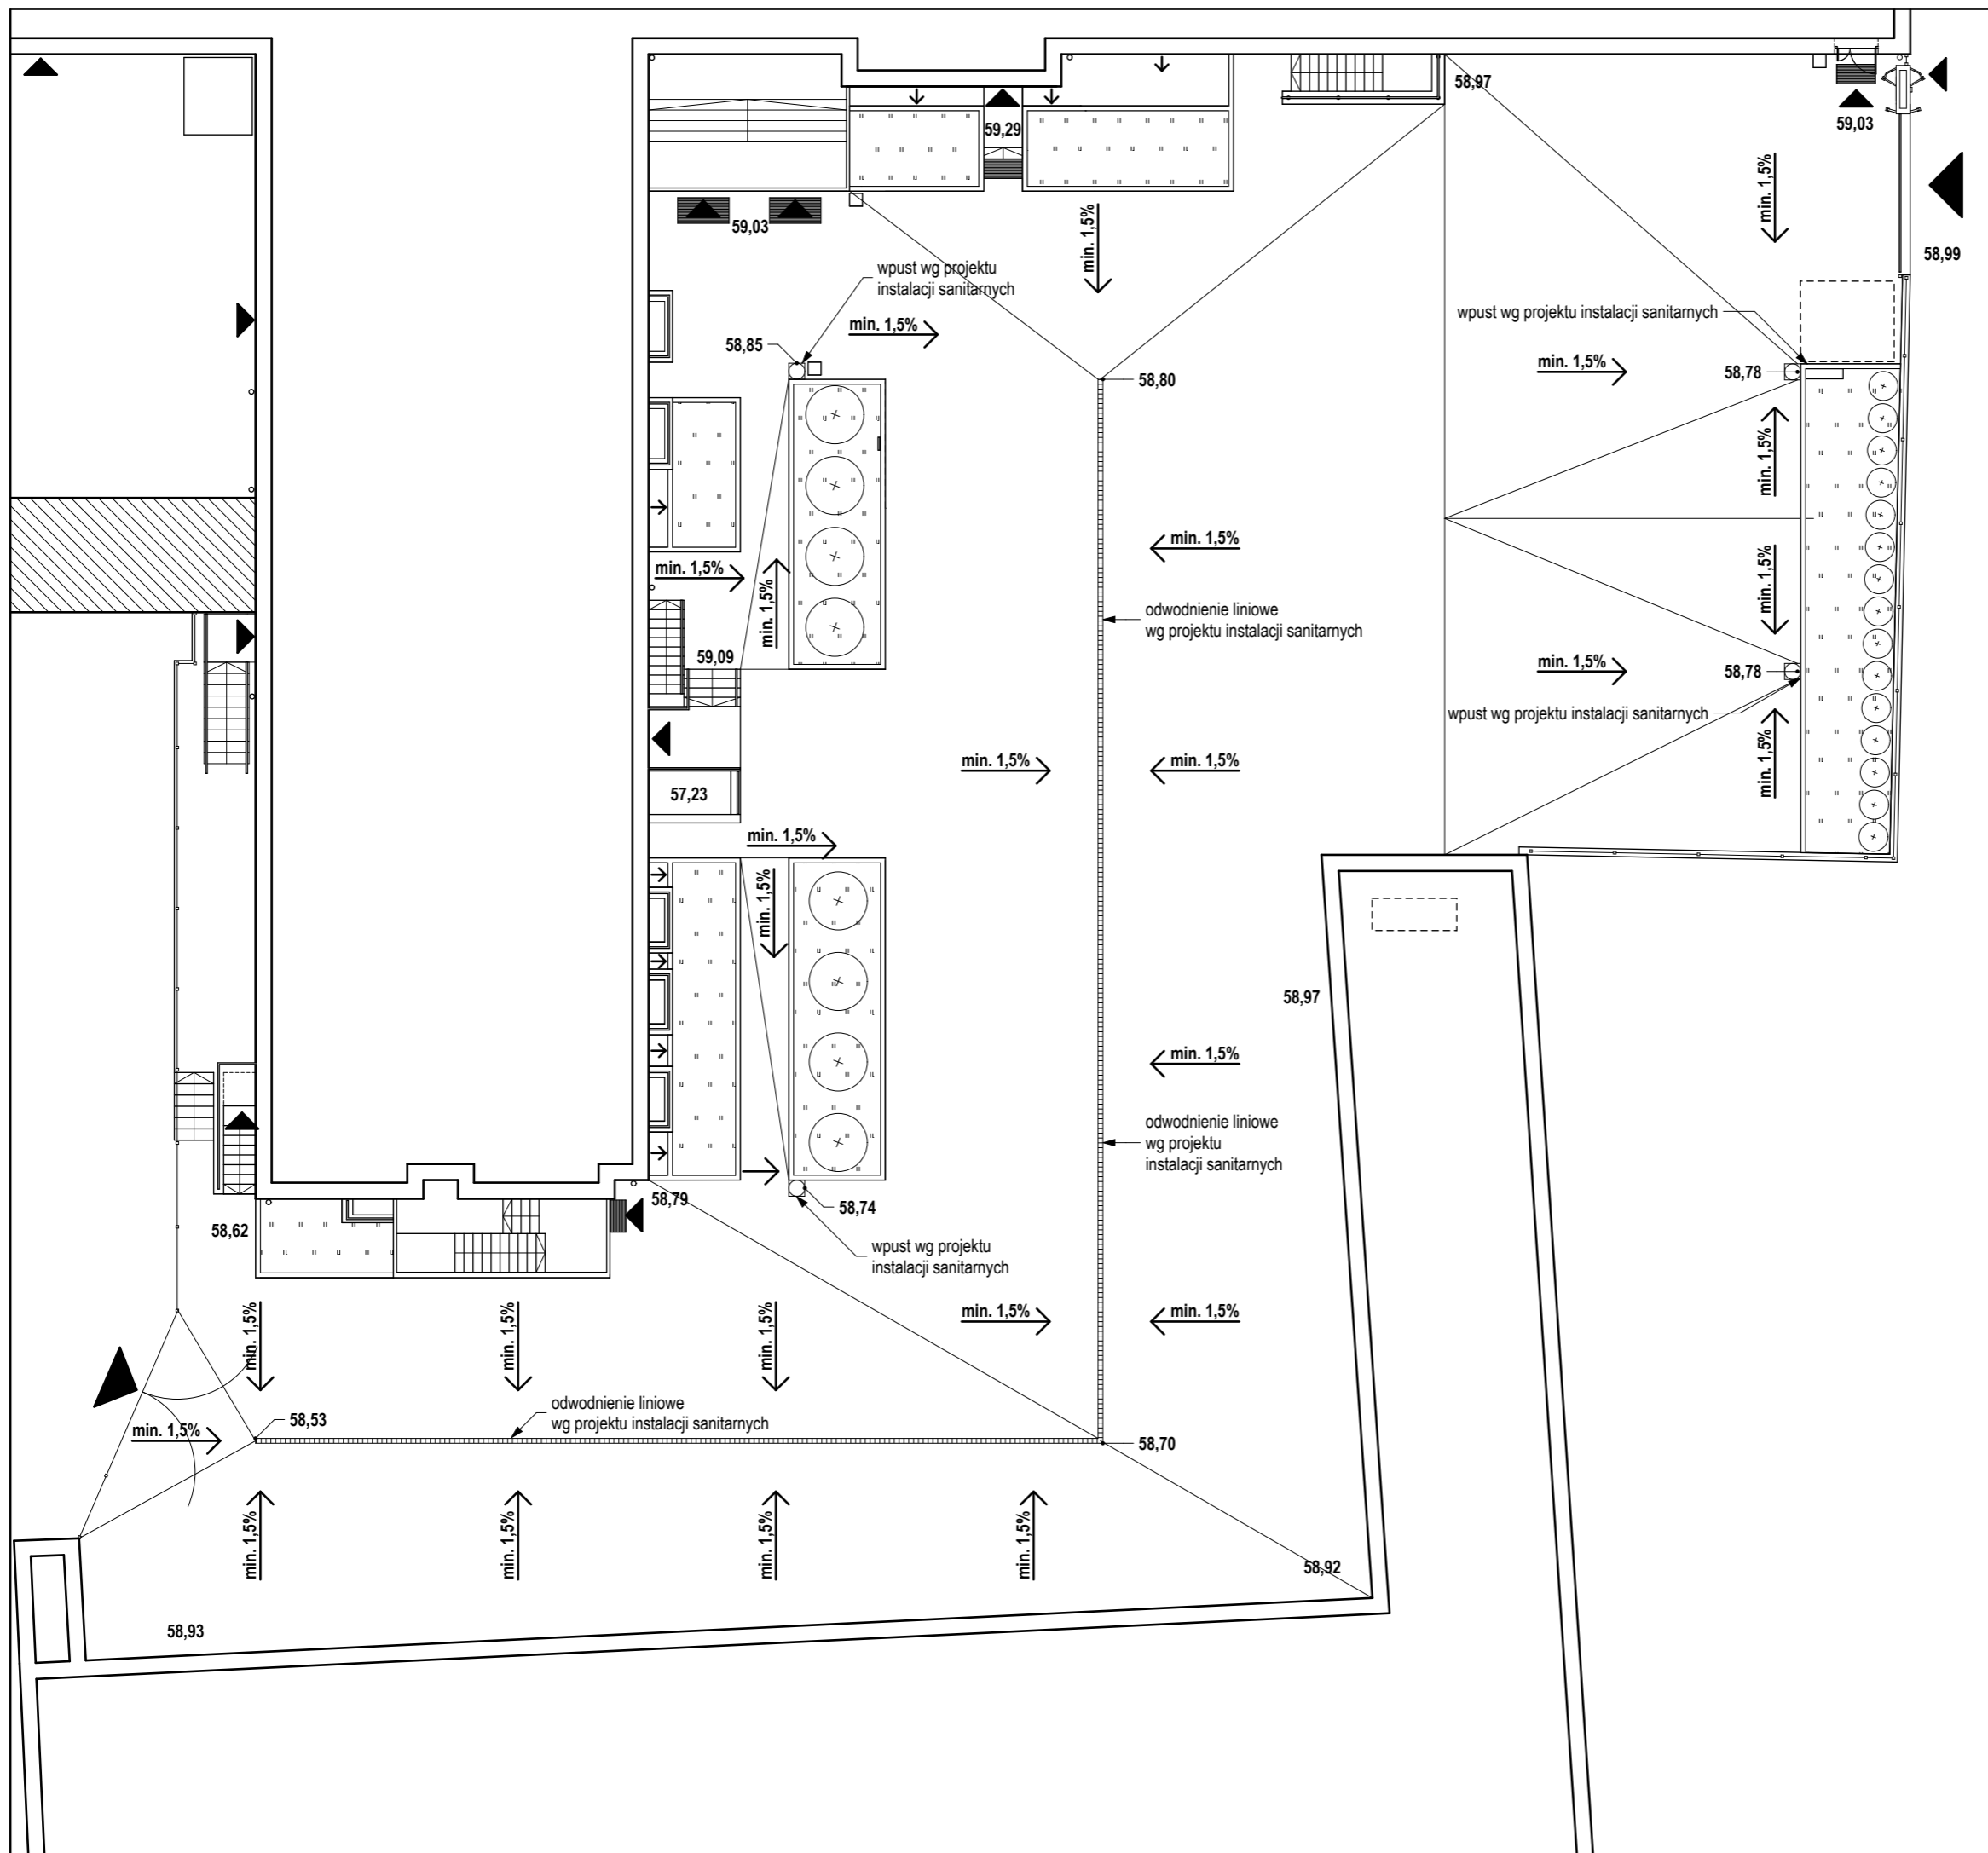 58,97
59,03
59,29
min. 1,5%
59,03
min. 1,5%
58,99
wpust wg projektu
instalacji sanitarnych
min. 1,5%
wpust wg projektu instalacji sanitarnych
58,85
min. 1,5%
58,78
58,80
min. 1,5%
min. 1,5%
min. 1,5%
min. 1,5%
min. 1,5%
odwodnienie liniowe
wg projektu instalacji sanitarnych
59,09
min. 1,5%
58,78
wpust wg projektu instalacji sanitarnych
min. 1,5%
min. 1,5%
min. 1,5%
57,23
min. 1,5%
min. 1,5%
58,97
min. 1,5%
odwodnienie liniowe
wg projektu
instalacji sanitarnych
58,79
58,74
58,62
wpust wg projektu
instalacji sanitarnych
min. 1,5%
min. 1,5%
min. 1,5%
min. 1,5%
min. 1,5%
odwodnienie liniowe
wg projektu instalacji sanitarnych
58,53
min. 1,5%
58,70
min. 1,5%
min. 1,5%
min. 1,5%
min. 1,5%
58,92
58,93